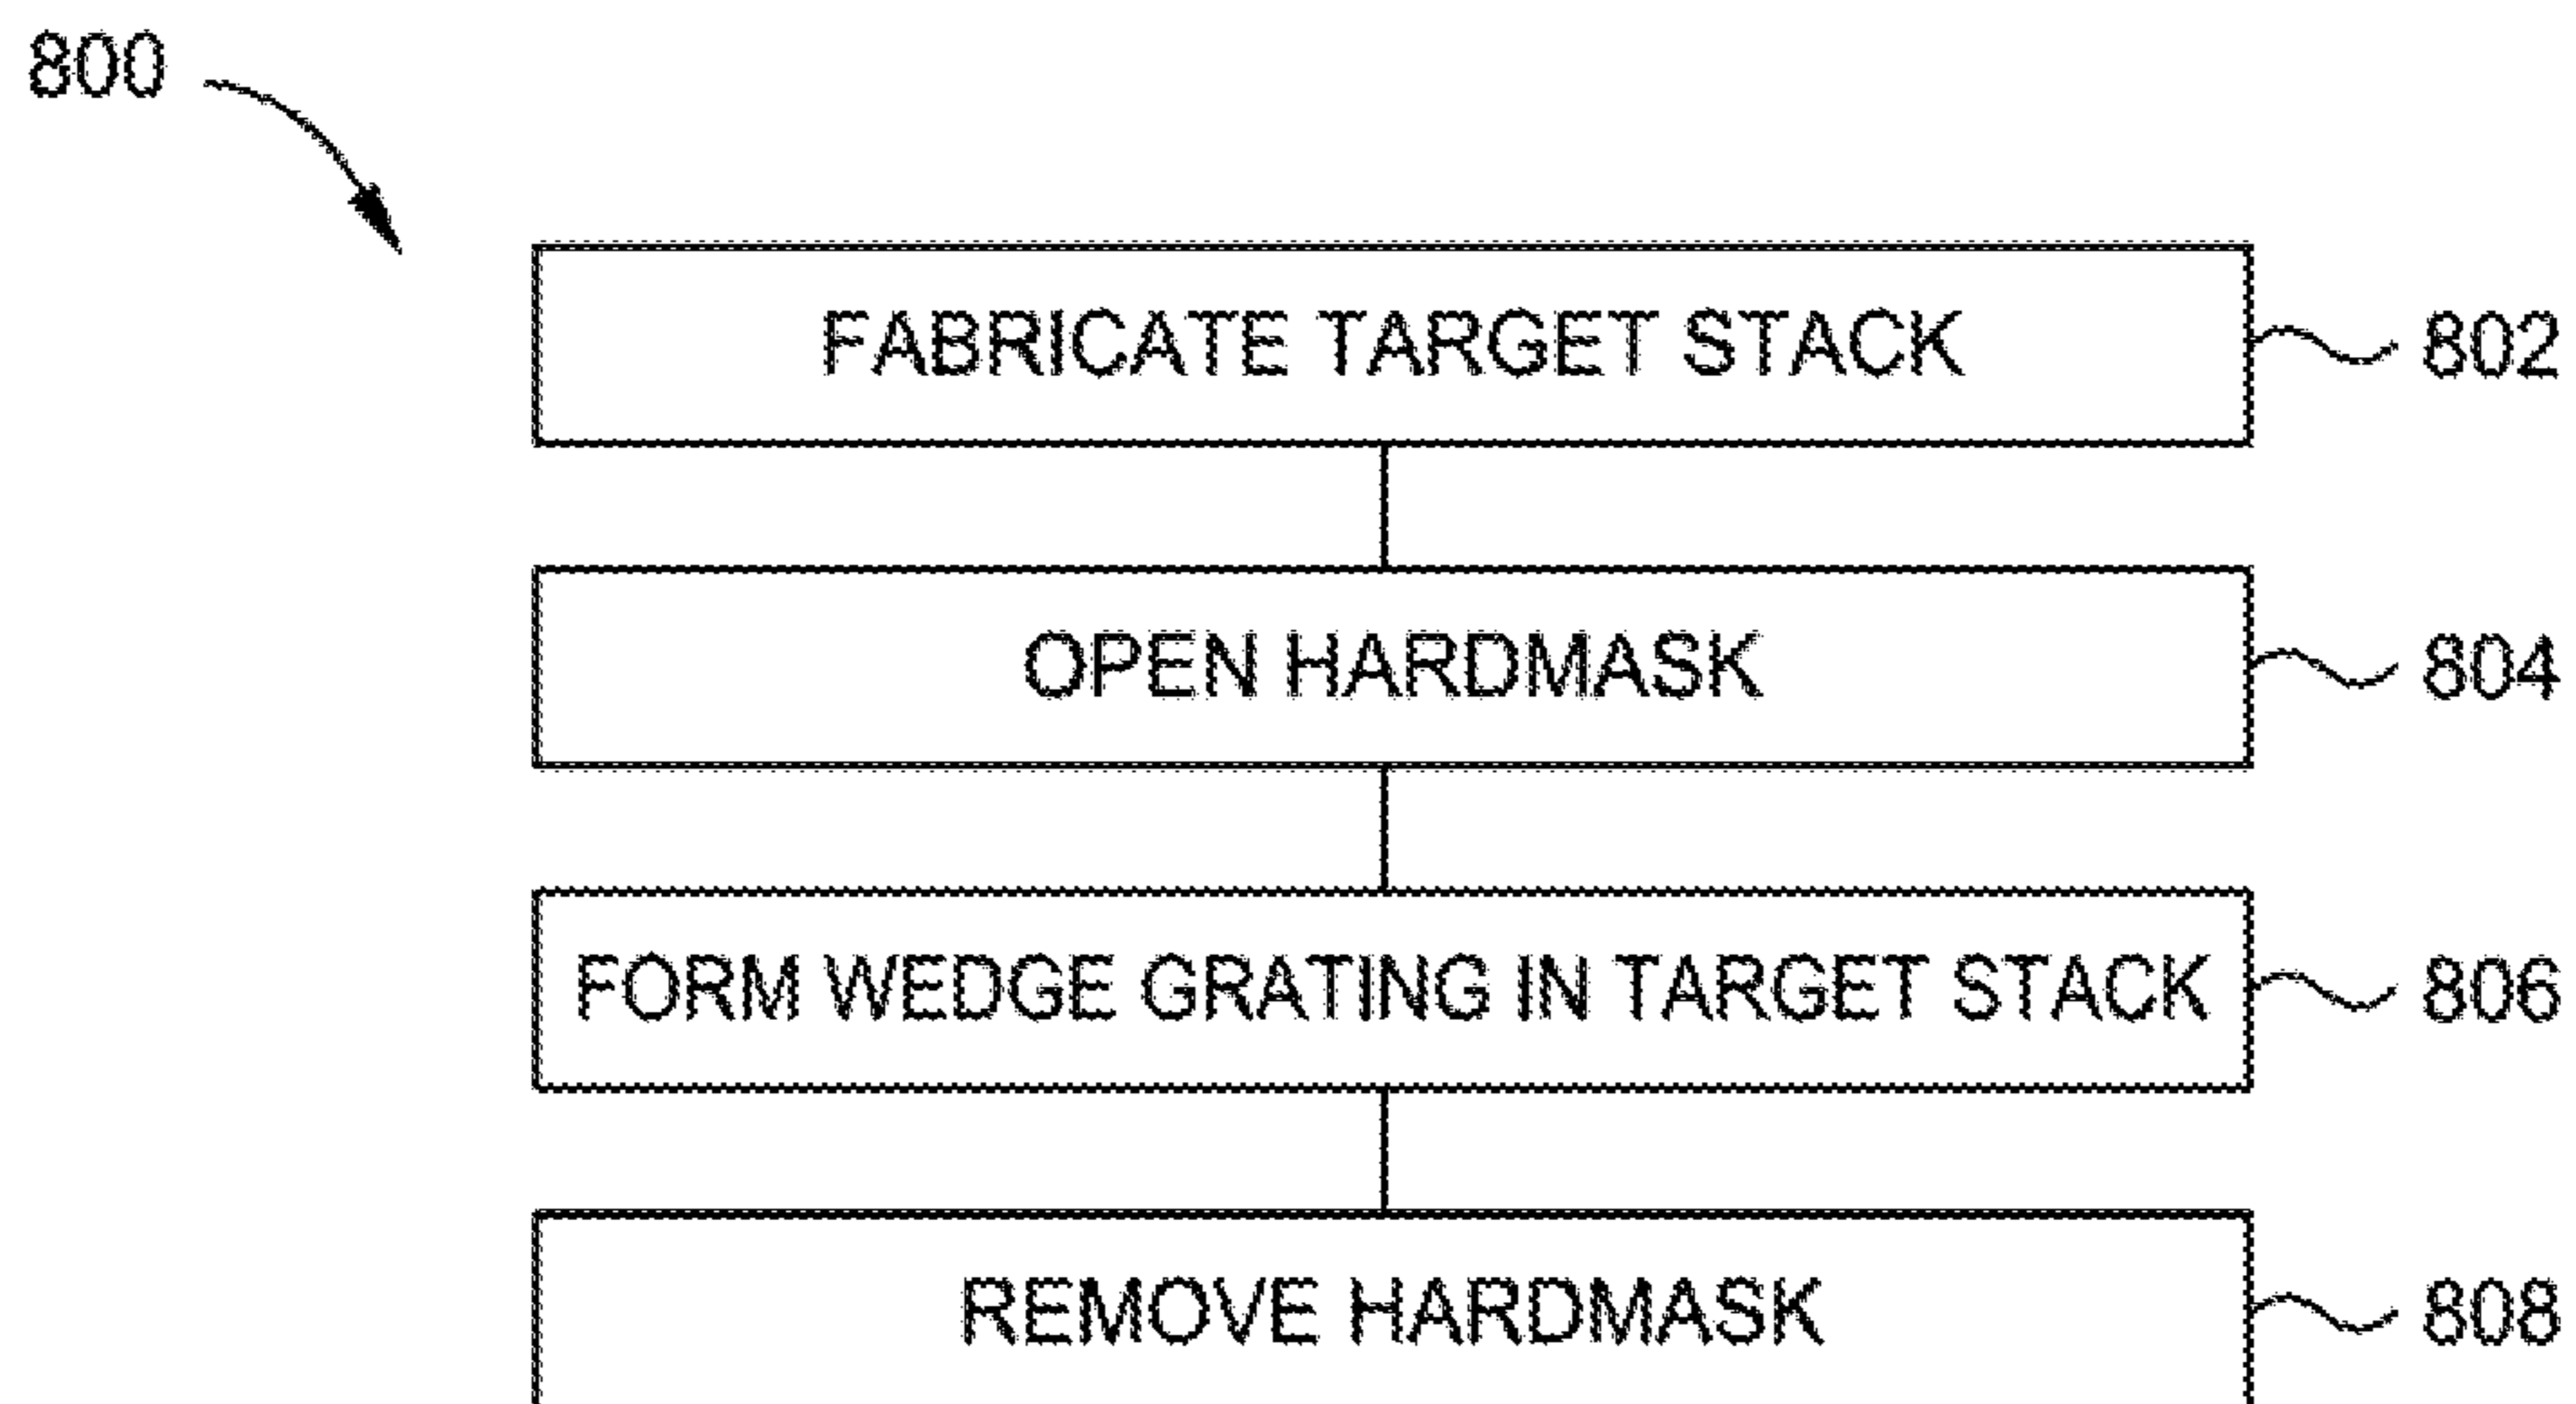 800
FABRICATE TARGET STACK 802
OPEN HARDMASK 804
FORM WEDGE GRATING IN TARGET STACK 806
REMOVE HARDMASK 808